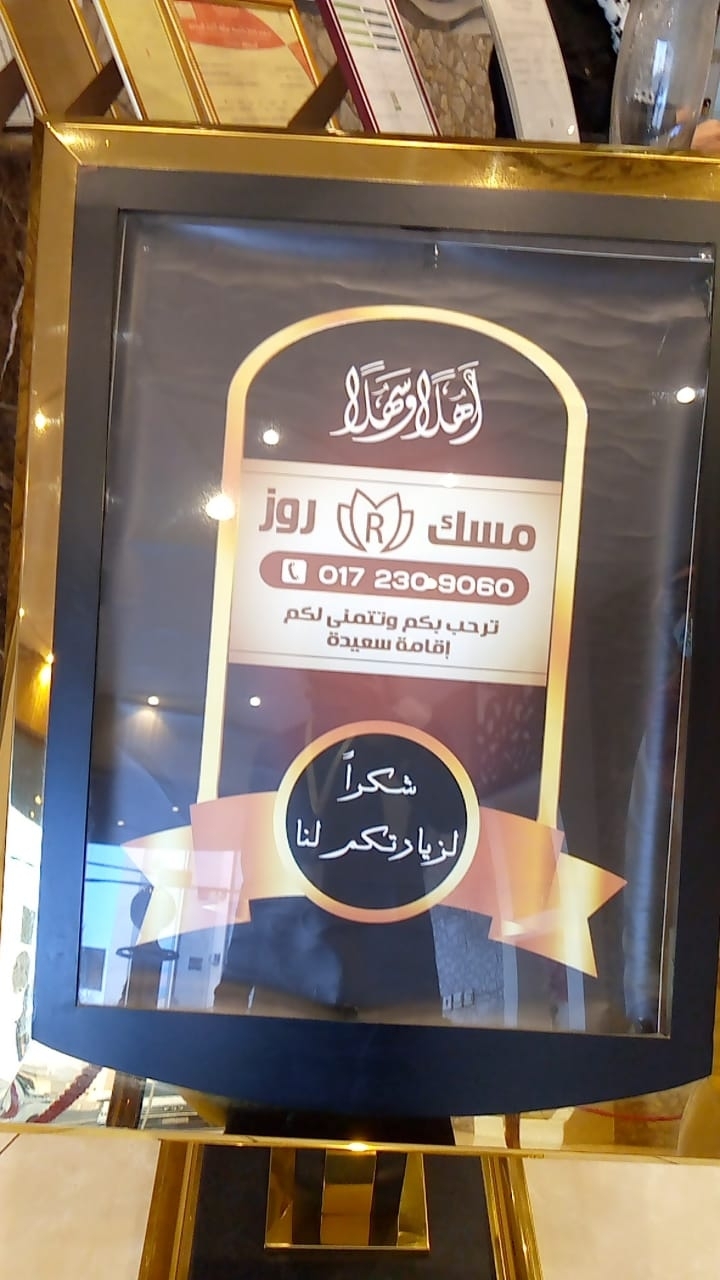 أهلاً وسهلاً
مسك R روز
017 230 9060
ترحب بكم وتتمنى لكم
إقامة سعيدة
شكراً
لزيارتكم لنا